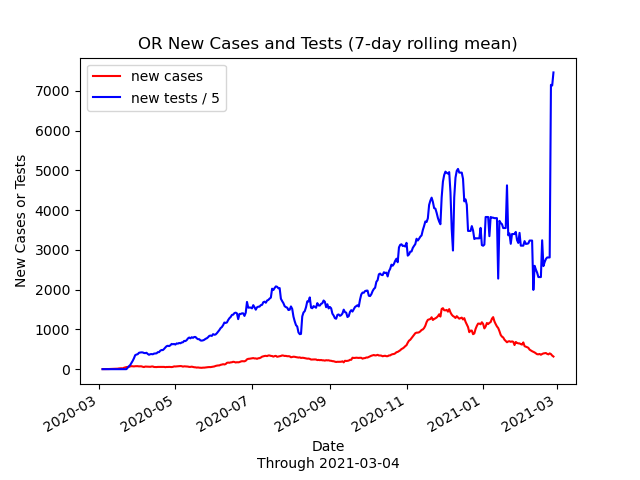 OR New Cases and Tests (7-day rolling mean)
new cases
new tests / 5
New Cases or Tests
7000
6000
5000
4000
3000
2000
1000
0
2020-03
2020-05
2020-07
2020-09
2020-11
2021-01
2021-03
Date
Through 2021-03-04